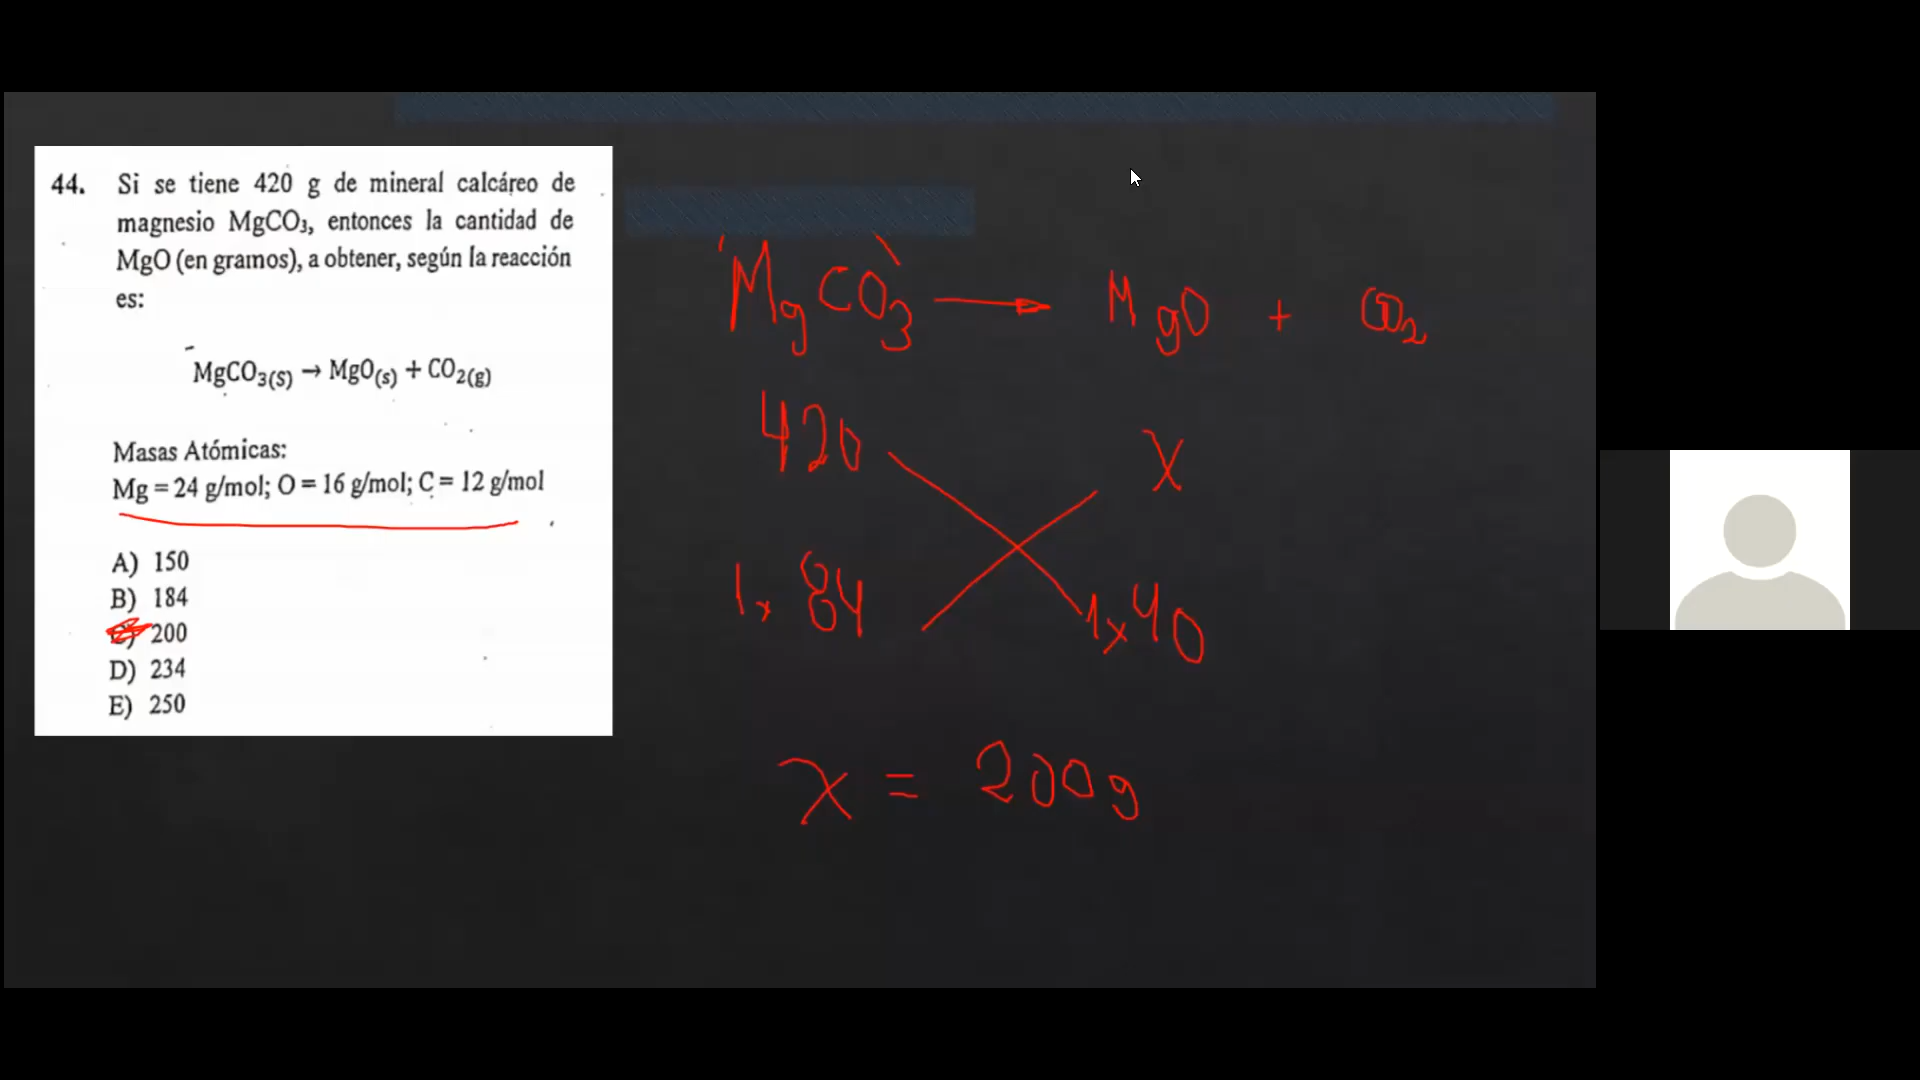 44. Si se tiene 420 g de mineral calcáreo de
magnesio MgCO₃, entonces la cantidad de
MgO (en gramos), a obtener, según la reacción
es:
MgCO₃(S) → MgO(s) + CO₂(g)
Masas Atómicas:
Mg = 24 g/mol; O = 16 g/mol; C = 12 g/mol
A) 150
B) 184
C) 200
D) 234
E) 250
MgCO₃ → MgO + CO₂
420 X
1x 84 1x40
x = 200g